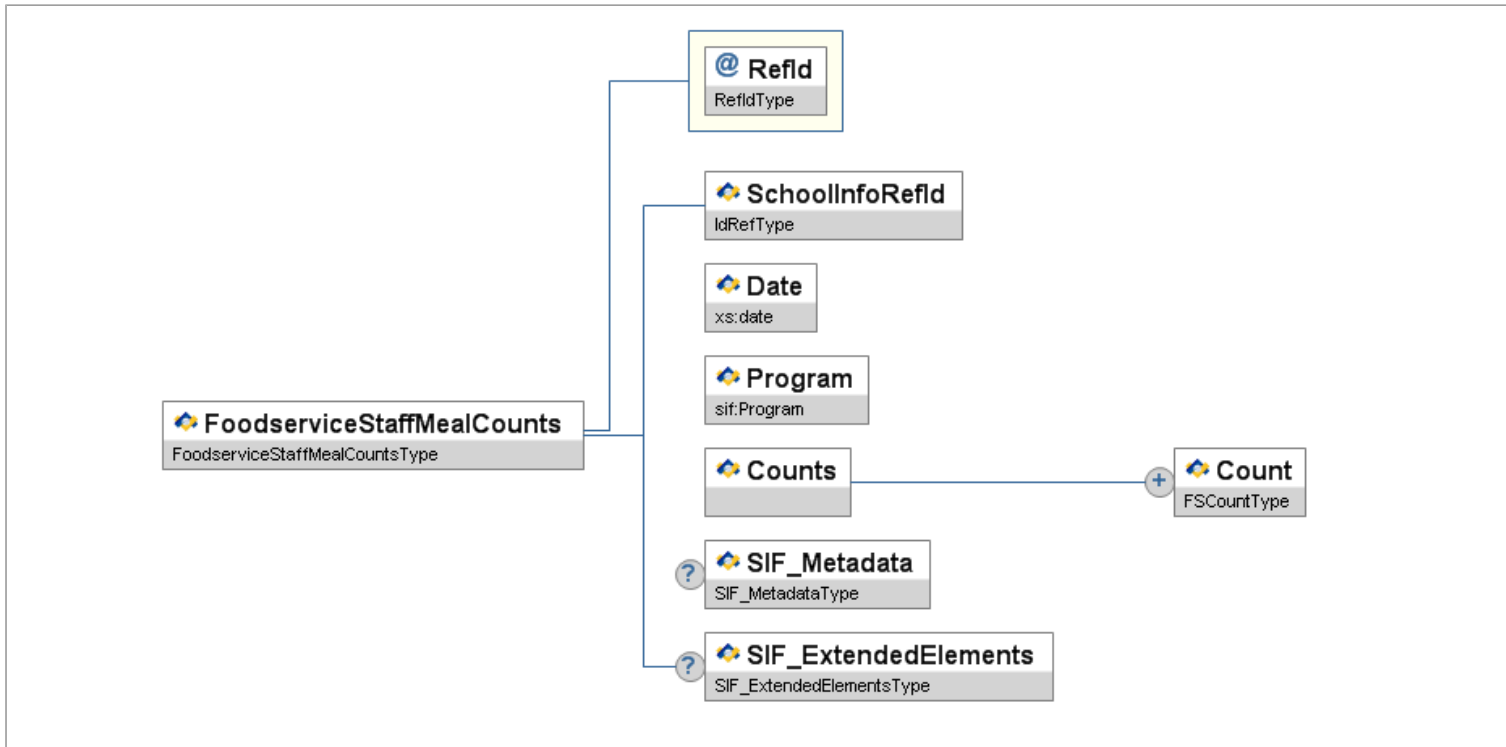 @ RefId
RefIdType
SchoolInfoRefId
IdRefType
Date
xs:date
Program
sif:Program
FoodserviceStaffMealCounts
FoodserviceStaffMealCountsType
Counts
+ Count
FSCountType
? SIF_Metadata
SIF_MetadataType
? SIF_ExtendedElements
SIF_ExtendedElementsType